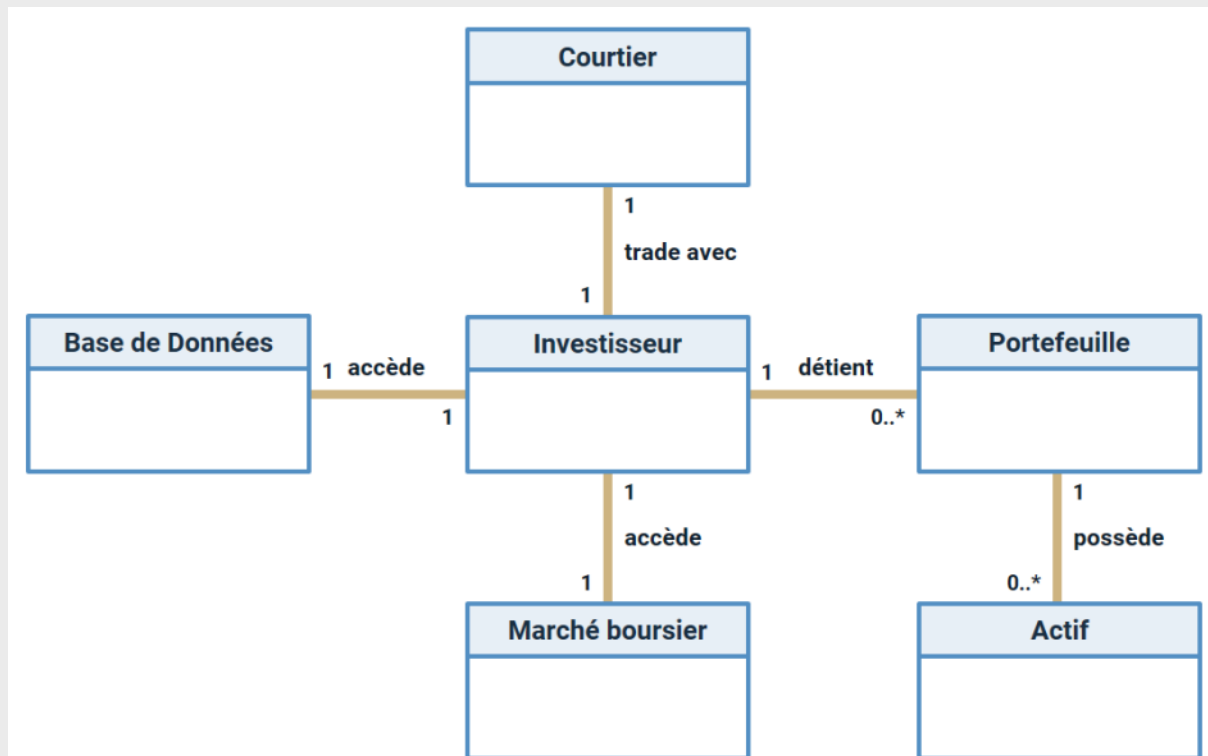 Courtier
1
trade avec
1
Base de Données
1 accède
1
Investisseur
1 détient
0..*
Portefeuille
1
accède
1
1
possède
0..*
Marché boursier
Actif